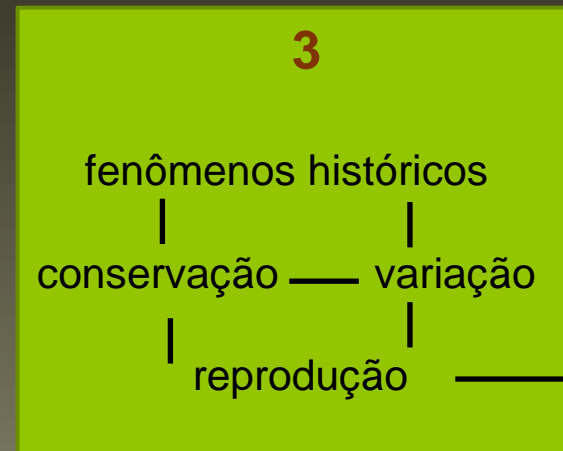 3
fenômenos históricos
conservação variação
reprodução